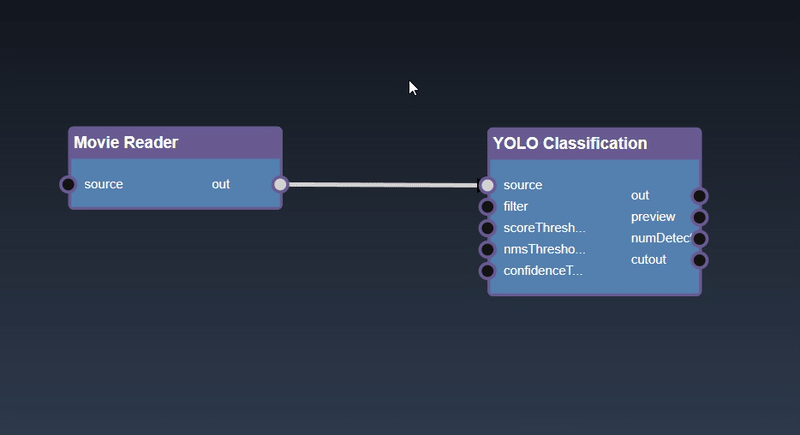 Movie Reader
source out
YOLO Classification
source
filter
scoreThresh...
nmsThresho...
confidenceT...
out
preview
numDetect
cutout